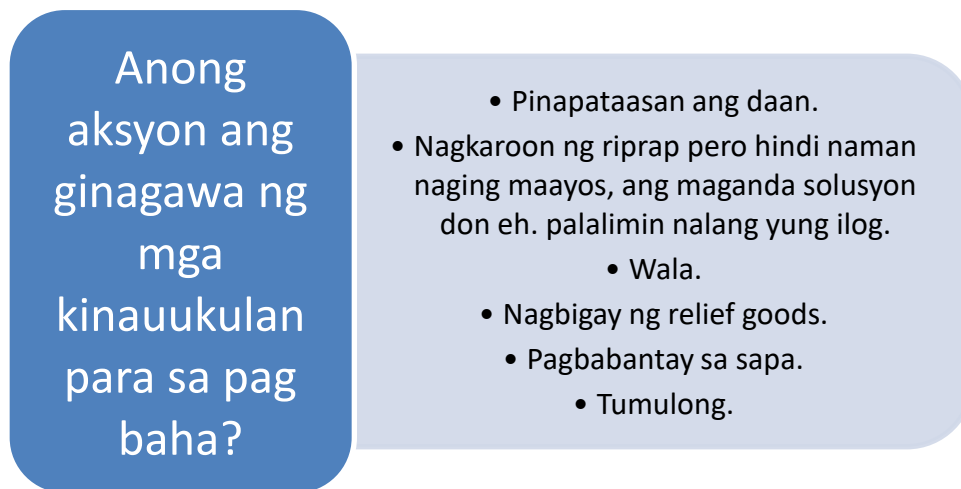 Anong
aksyon ang
ginagawa ng
mga
kinauukulan
para sa pag
baha?
• Pinapataasan ang daan.
• Nagkaroon ng riprap pero hindi naman
naging maayos, ang maganda solusyon
don eh. palalimin nalang yung ilog.
• Wala.
• Nagbigay ng relief goods.
• Pagbabantay sa sapa.
• Tumulong.